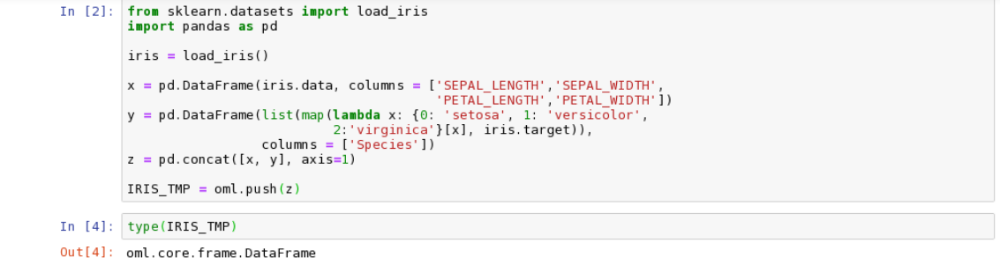 In [2]: from sklearn.datasets import load_iris
import pandas as pd
iris = load_iris()
x = pd.DataFrame(iris.data, columns = ['SEPAL_LENGTH','SEPAL_WIDTH',
'PETAL_LENGTH','PETAL_WIDTH'])
y = pd.DataFrame(list(map(lambda x: {0: 'setosa', 1: 'versicolor',
2:'virginica'}[x], iris.target)),
columns = ['Species'])
z = pd.concat([x, y], axis=1)
IRIS_TMP = oml.push(z)
In [4]: type(IRIS_TMP)
Out[4]: oml.core.frame.DataFrame